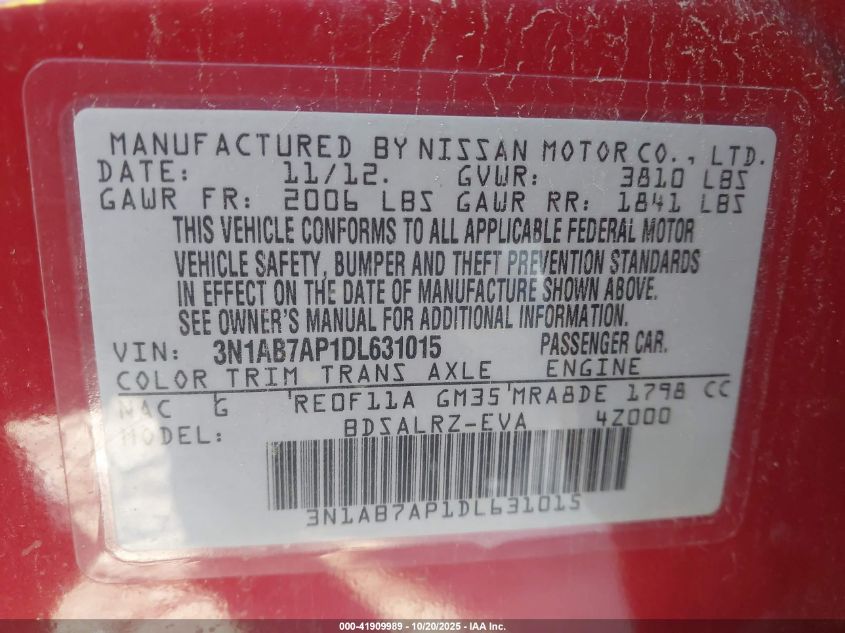 MANUFACTURED BY NISSAN MOTOR CO., LTD.
DATE: 11/12. GVWR: 3810 LBS
GAWR FR: 2006 LBS GAWR RR: 1841 LBS
THIS VEHICLE CONFORMS TO ALL APPLICABLE FEDERAL MOTOR
VEHICLE SAFETY, BUMPER AND THEFT PREVENTION STANDARDS
IN EFFECT ON THE DATE OF MANUFACTURE SHOWN ABOVE.
SEE OWNER'S MANUAL FOR ADDITIONAL INFORMATION.
VIN: 3N1AB7AP1DL631015 PASSENGER CAR.
COLOR TRIM TRANS AXLE ENGINE
NAC G RE0F11A GM35 MRA8DE 1798 CC
MODEL: BDSALRZ-EVA 4Z000
3N1AB7AP1DL631015
000-41909989 - 10/20/2025 - IAA Inc.